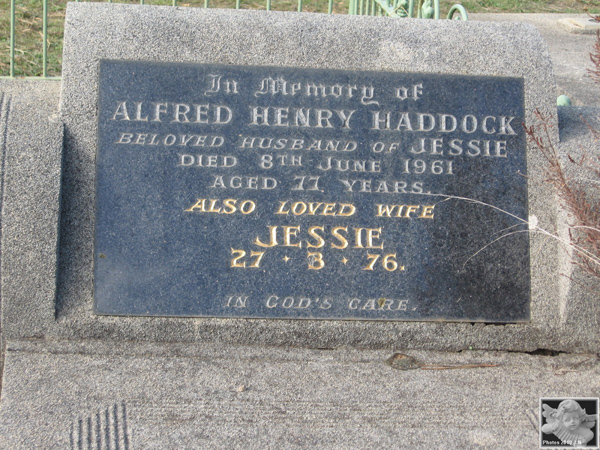 In Memory of
ALFRED HENRY HADDOCK
BELOVED HUSBAND OF JESSIE
DIED 8TH JUNE 1961
AGED 77 YEARS.
ALSO LOVED WIFE
JESSIE
27 · 3 · 76.
IN GOD'S CARE.